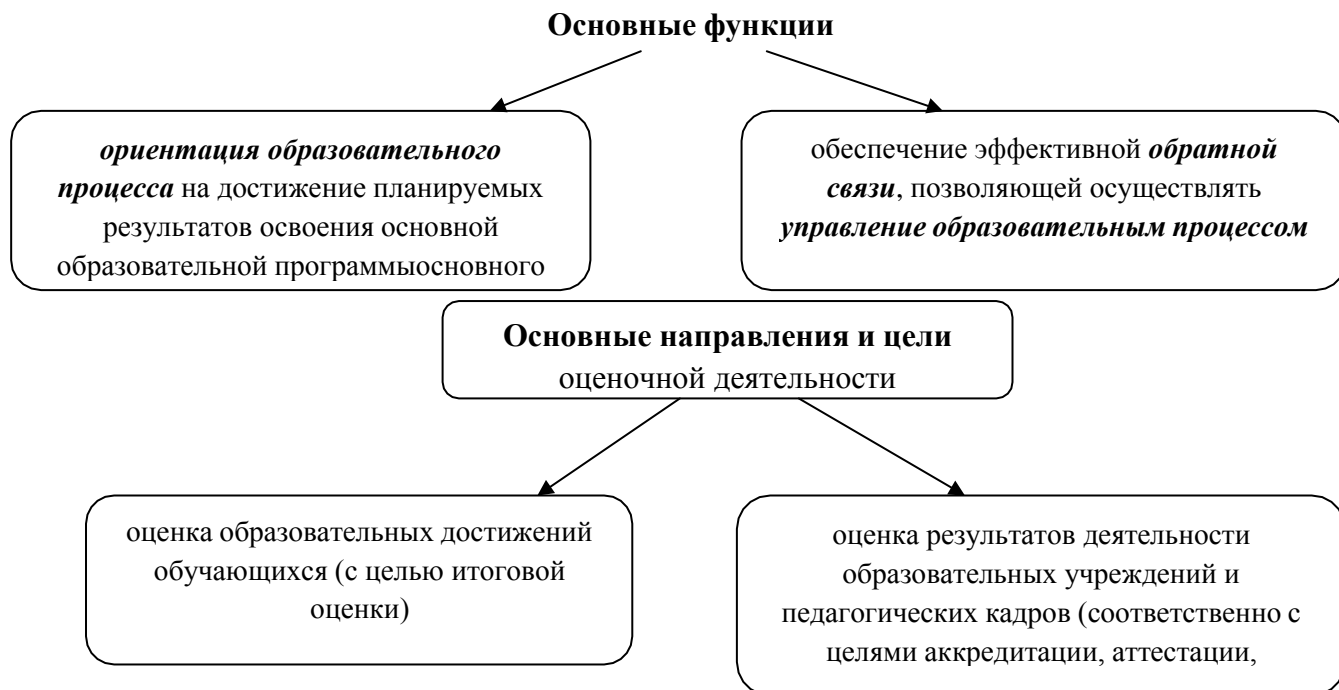 Основные функции
ориентация образовательного
процесса на достижение планируемых
результатов освоения основной
образовательной программыосновного
обеспечение эффективной обратной
связи, позволяющей осуществлять
управление образовательным процессом
Основные направления и цели
оценочной деятельности
оценка образовательных достижений
обучающихся (с целью итоговой
оценки)
оценка результатов деятельности
образовательных учреждений и
педагогических кадров (соответственно с
целями аккредитации, аттестации,